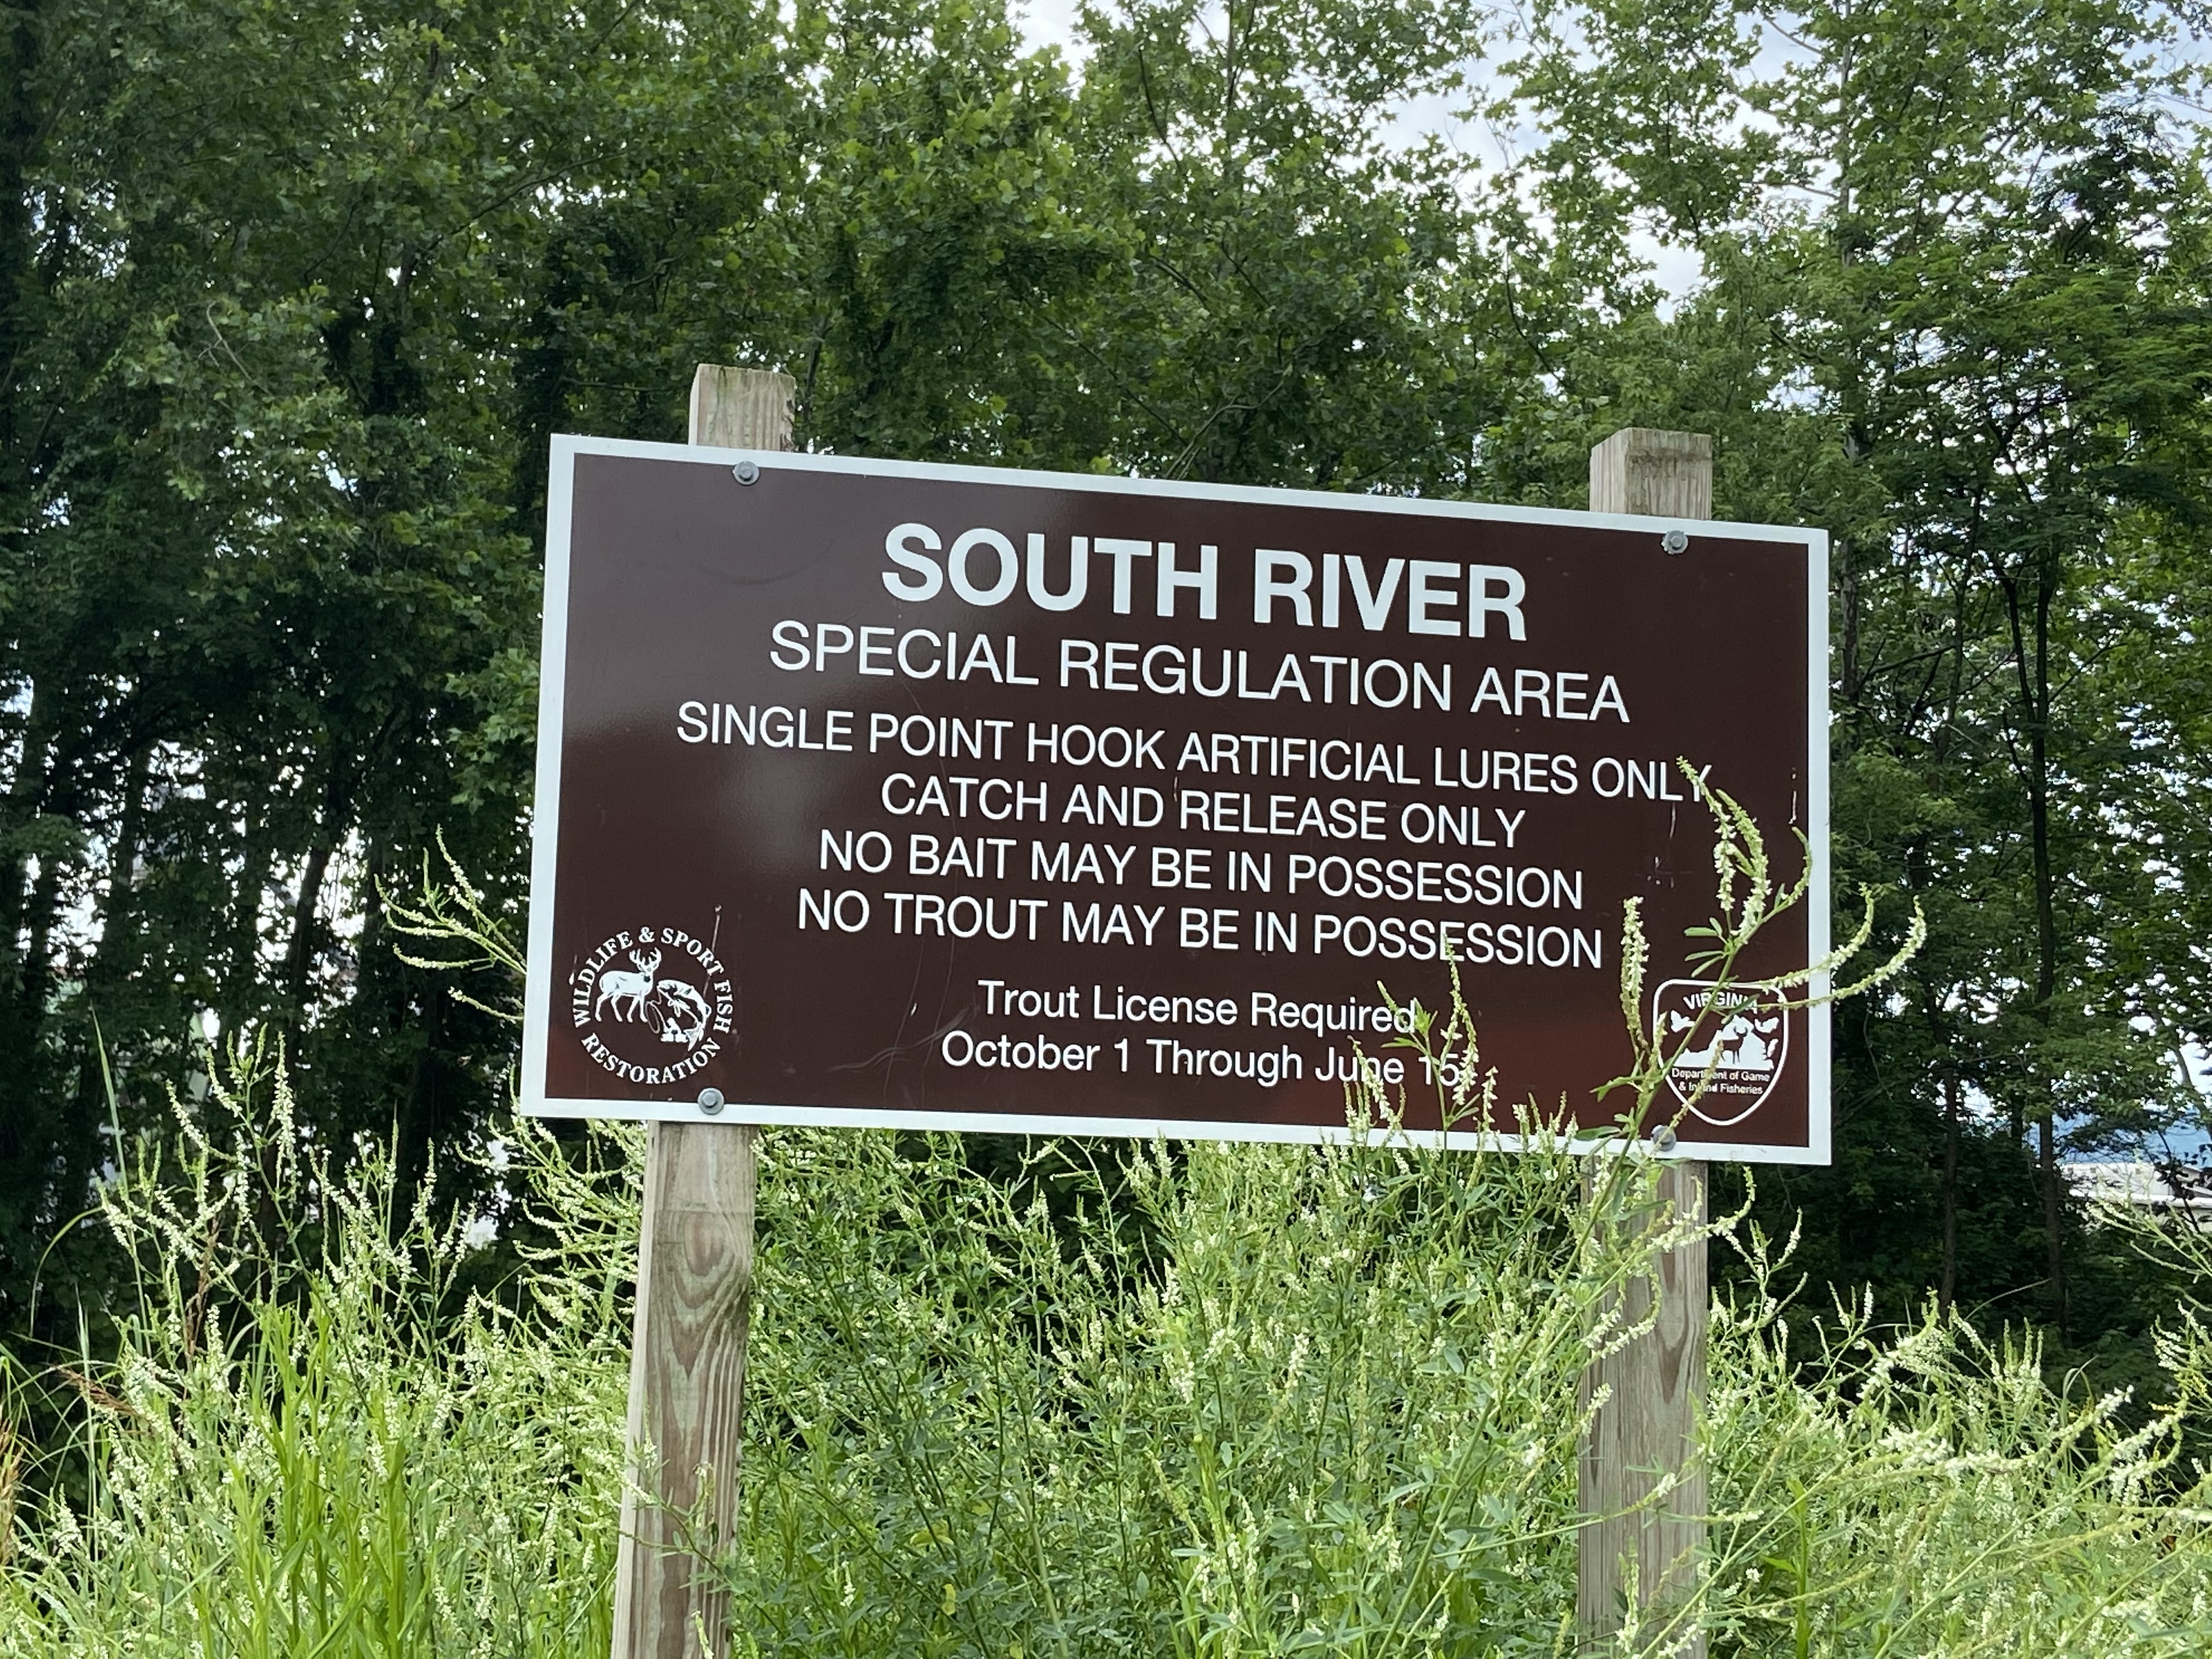 SOUTH RIVER
SPECIAL REGULATION AREA
SINGLE POINT HOOK ARTIFICIAL LURES ONLY
CATCH AND RELEASE ONLY
NO BAIT MAY BE IN POSSESSION
NO TROUT MAY BE IN POSSESSION
Trout License Required
October 1 Through June 15
WILDLIFE & SPORT FISH
RESTORATION
VIRGINIA
Department of Game
& Inland Fisheries